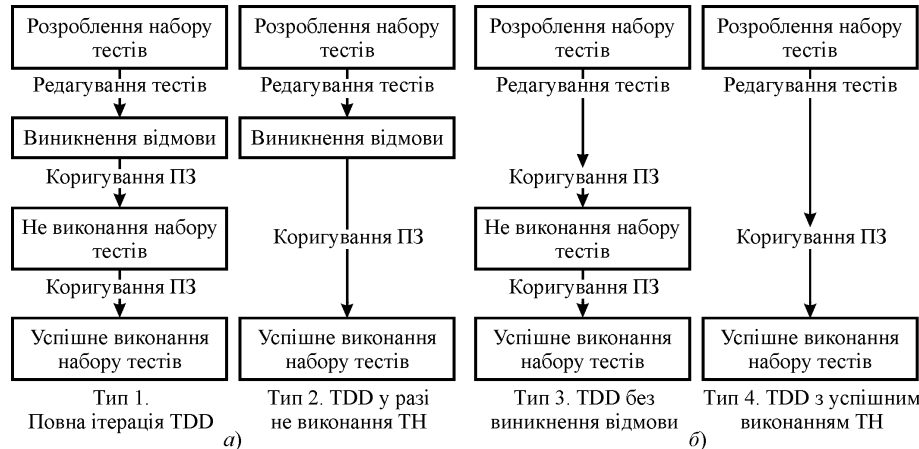 Розроблення набору
тестів
Редагування тестів
Виникнення відмови
Коригування ПЗ
Не виконання набору
тестів
Коригування ПЗ
Успішне виконання
набору тестів
Тип 1.
Повна ітерація TDD
Розроблення набору
тестів
Редагування тестів
Виникнення відмови
Коригування ПЗ
Успішне виконання
набору тестів
Тип 2. TDD у разі
не виконання ТН
а)
Розроблення набору
тестів
Редагування тестів
Коригування ПЗ
Не виконання набору
тестів
Коригування ПЗ
Успішне виконання
набору тестів
Тип 3. TDD без
виникнення відмови
Розроблення набору
тестів
Редагування тестів
Коригування ПЗ
Успішне виконання
набору тестів
Тип 4. TDD з успішним
виконанням ТН
б)